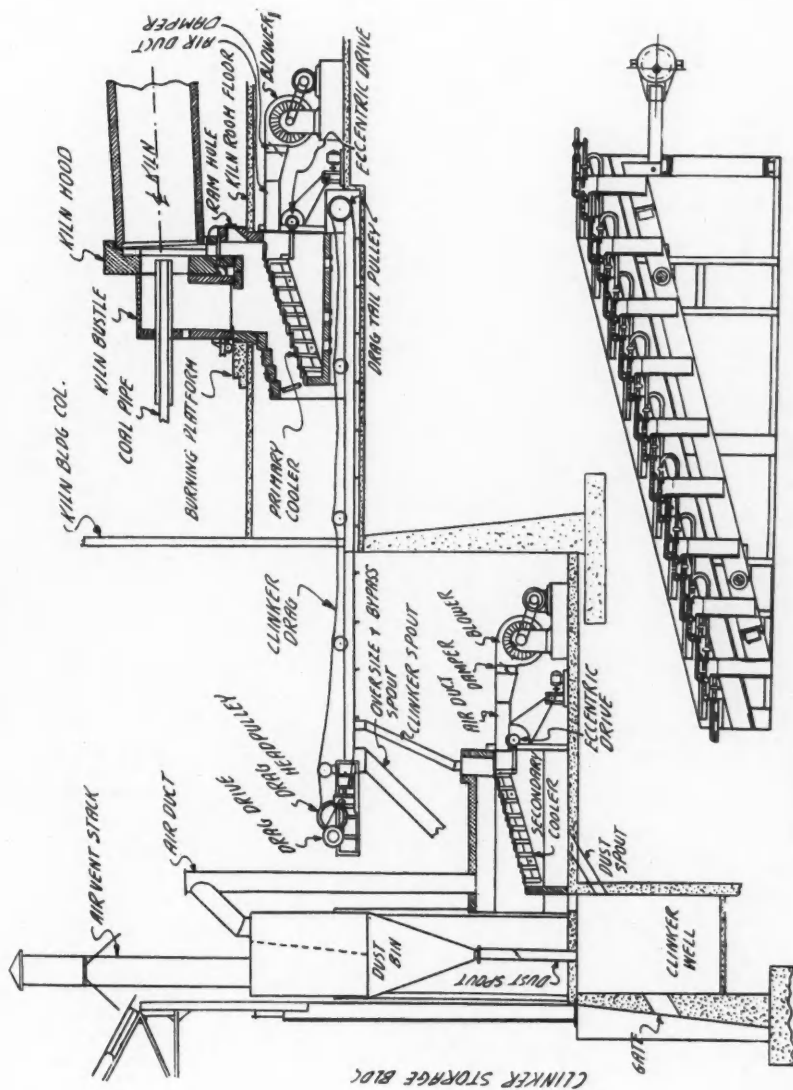 AIR VENT STACK
AIR DUCT
DRAG DRIVE
DRAG HEAD PULLEY
CLINKER
DRAG
KILN BLDG COL.
COAL PIPE
KILN BUSTLE
KILN HOOD
BURNING PLATFORM
PRIMARY
COOLER
℄ KILN
RAM HOLE
KILN ROOM FLOOR
AIR DUCT
DAMPER
BLOWER
ECCENTRIC DRIVE
DRAG TAIL PULLEY
OVERSIZE & BYPASS
SPOUT
CLINKER SPOUT
AIR DUCT
DAMPER
BLOWER
ECCENTRIC
DRIVE
SECONDARY
COOLER
DUST
SPOUT
DUST
BIN
DUST SPOUT
CLINKER
WELL
GATE
CLINKER STORAGE BLDG